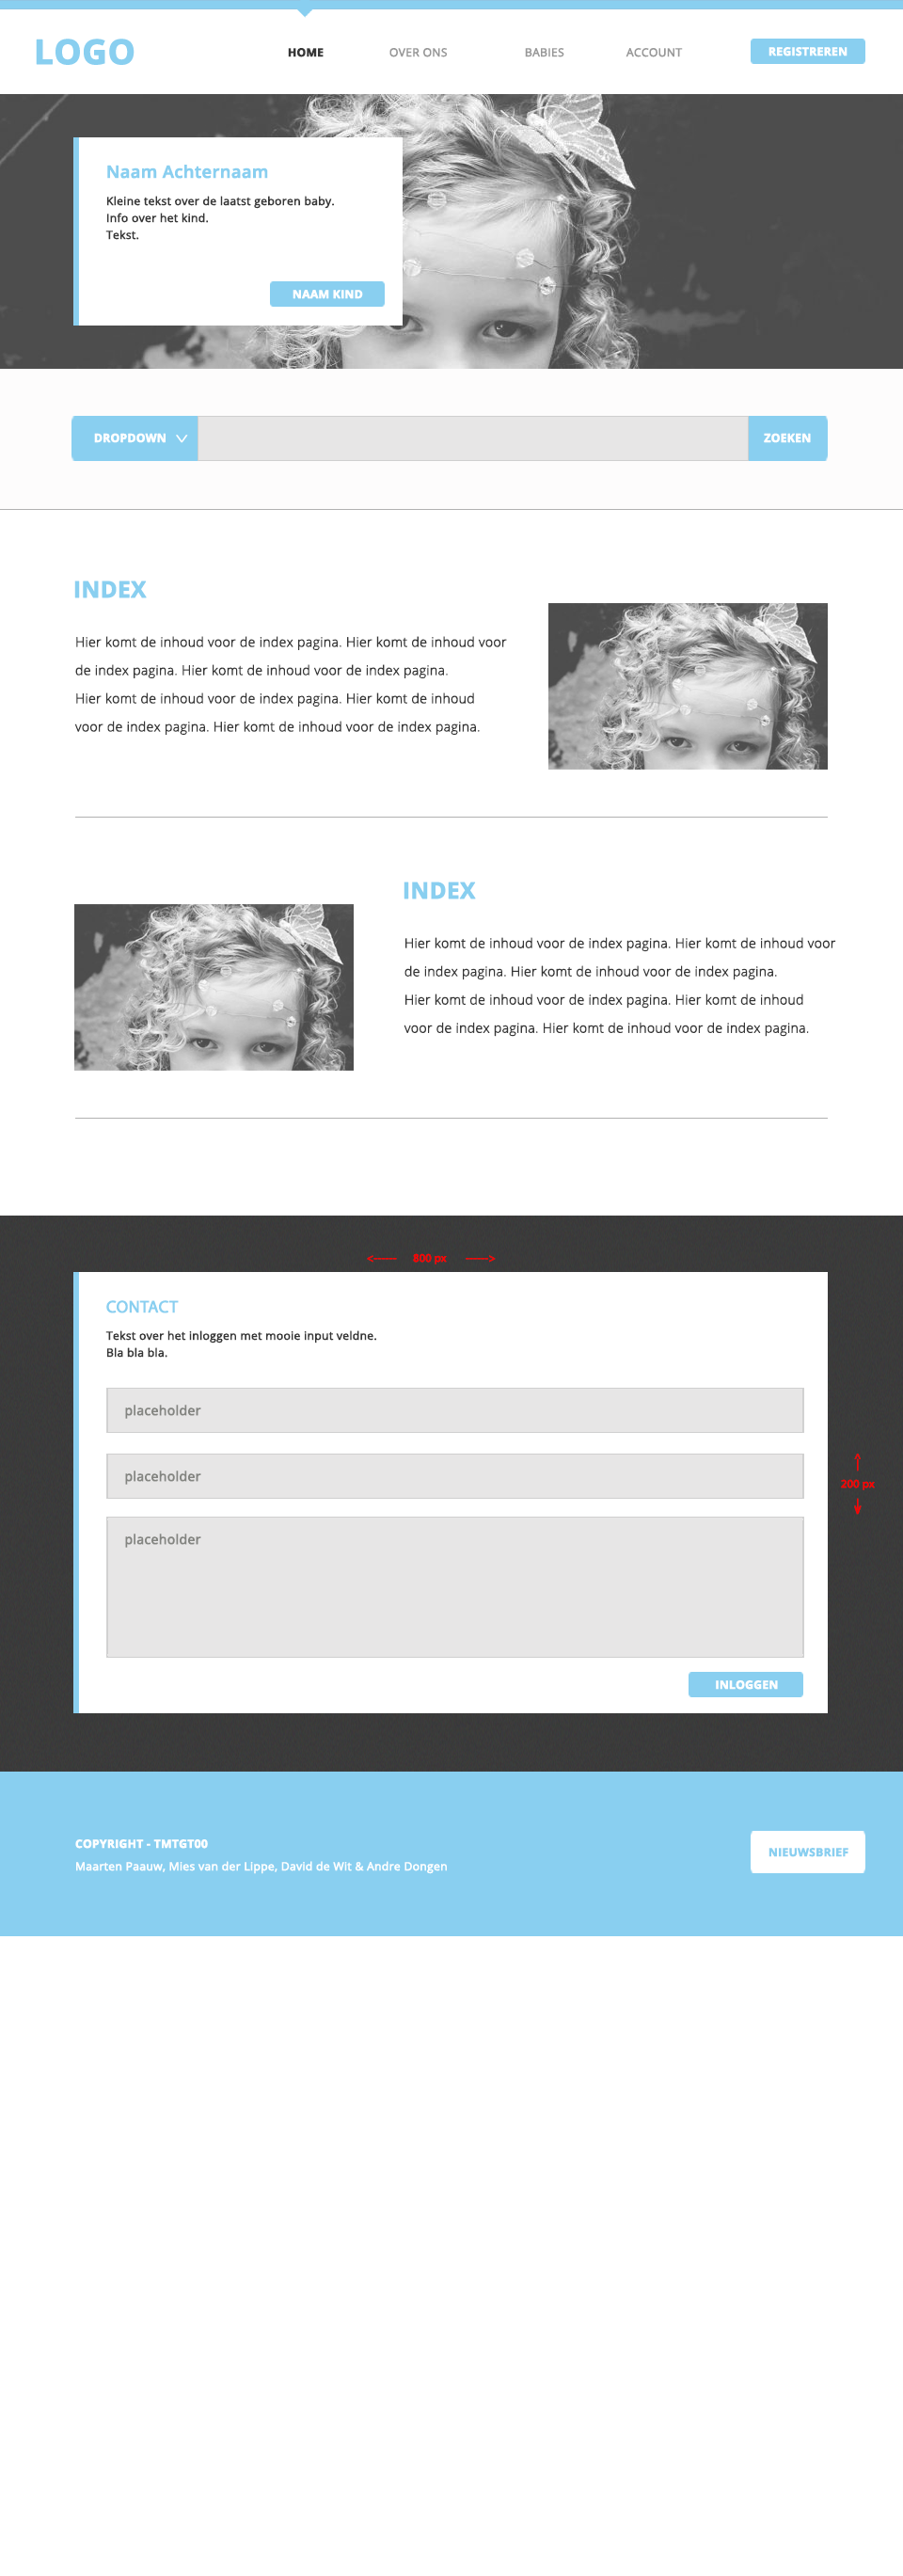 LOGO
HOME
OVER ONS
BABIES
ACCOUNT
REGISTREREN
Naam Achternaam
Kleine tekst over de laatst geboren baby.
Info over het kind.
Tekst.
NAAM KIND
DROPDOWN
ZOEKEN
INDEX
Hier komt de inhoud voor de index pagina. Hier komt de inhoud voor
de index pagina. Hier komt de inhoud voor de index pagina.
Hier komt de inhoud voor de index pagina. Hier komt de inhoud
voor de index pagina. Hier komt de inhoud voor de index pagina.
INDEX
Hier komt de inhoud voor de index pagina. Hier komt de inhoud voor
de index pagina. Hier komt de inhoud voor de index pagina.
Hier komt de inhoud voor de index pagina. Hier komt de inhoud
voor de index pagina. Hier komt de inhoud voor de index pagina.
<------ 800 px ------>
CONTACT
Tekst over het inloggen met mooie input veldne.
Bla bla bla.
placeholder
placeholder
200 px
placeholder
INLOGGEN
COPYRIGHT - TMTGT00
Maarten Paauw, Mies van der Lippe, David de Wit & Andre Dongen
NIEUWSBRIEF